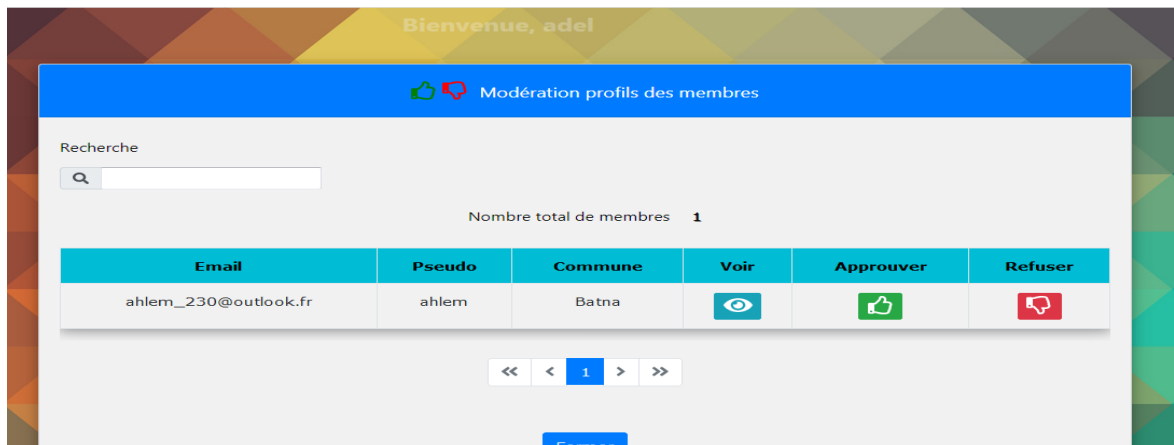 Bienvenue, adel
Modération profils des membres
Recherche
Nombre total de membres 1
Email Pseudo Commune Voir Approuver Refuser
ahlem_230@outlook.fr ahlem Batna
« < 1 > »
Fermer